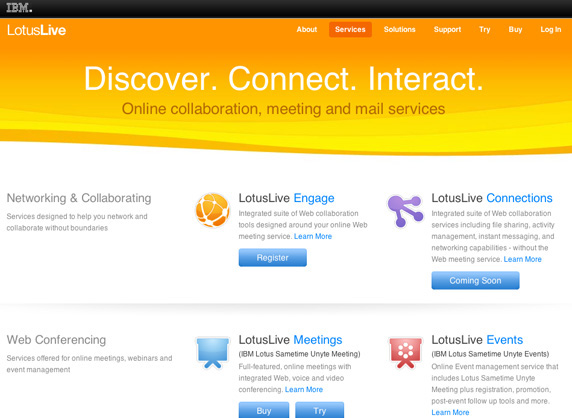 IBM.
LotusLive
About Services Solutions Support Try Buy Log In
Discover. Connect. Interact.
Online collaboration, meeting and mail services
Networking & Collaborating
Services designed to help you network and
collaborate without boundaries
LotusLive Engage
Integrated suite of Web collaboration
tools designed around your online Web
meeting service. Learn More
Register
LotusLive Connections
Integrated suite of Web collaboration
services including file sharing, activity
management, instant messaging, and
networking capabilities - without the
Web meeting service. Learn More
Coming Soon
Web Conferencing
Services offered for online meetings, webinars and
event management
LotusLive Meetings
(IBM Lotus Sametime Unyte Meeting)
Full-featured, online meetings with
integrated Web, voice and video
conferencing. Learn More
Buy Try
LotusLive Events
(IBM Lotus Sametime Unyte Events)
Online Event management service that
includes Lotus Sametime Unyte
Meeting plus registration, promotion,
post-event follow up tools and more.
Learn More